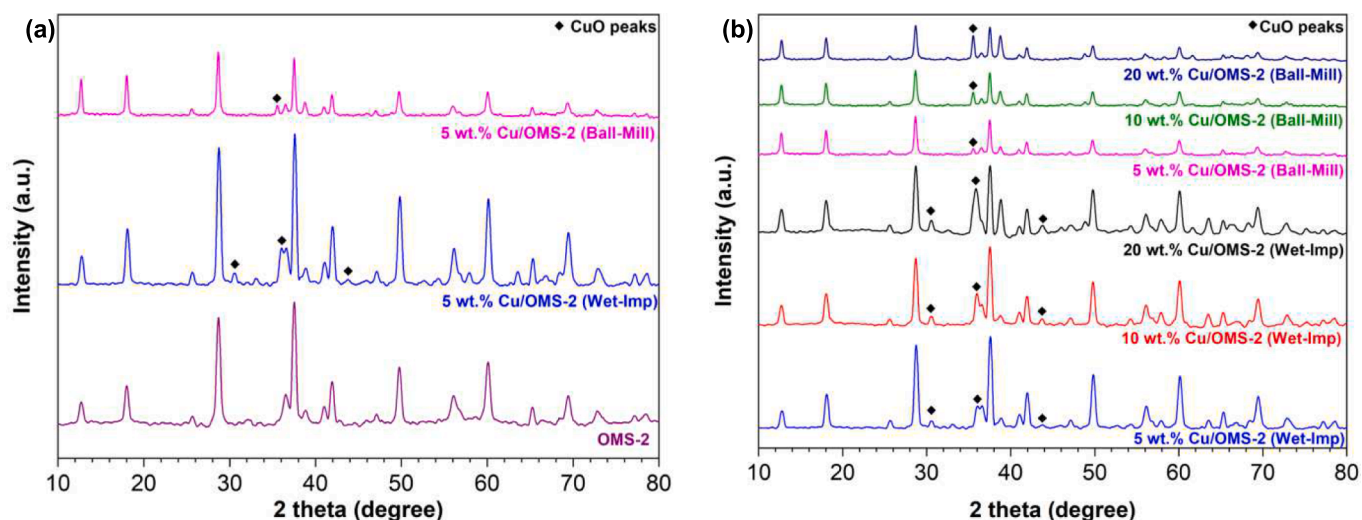 (a)
◆ CuO peaks
5 wt.% Cu/OMS-2 (Ball-Mill)
5 wt.% Cu/OMS-2 (Wet-Imp)
OMS-2
Intensity (a.u.)
10 20 30 40 50 60 70 80
2 theta (degree)
(b)
◆CuO peaks
20 wt.% Cu/OMS-2 (Ball-Mill)
10 wt.% Cu/OMS-2 (Ball-Mill)
5 wt.% Cu/OMS-2 (Ball-Mill)
20 wt.% Cu/OMS-2 (Wet-Imp)
10 wt.% Cu/OMS-2 (Wet-Imp)
5 wt.% Cu/OMS-2 (Wet-Imp)
Intensity (a.u.)
10 20 30 40 50 60 70 80
2 theta (degree)